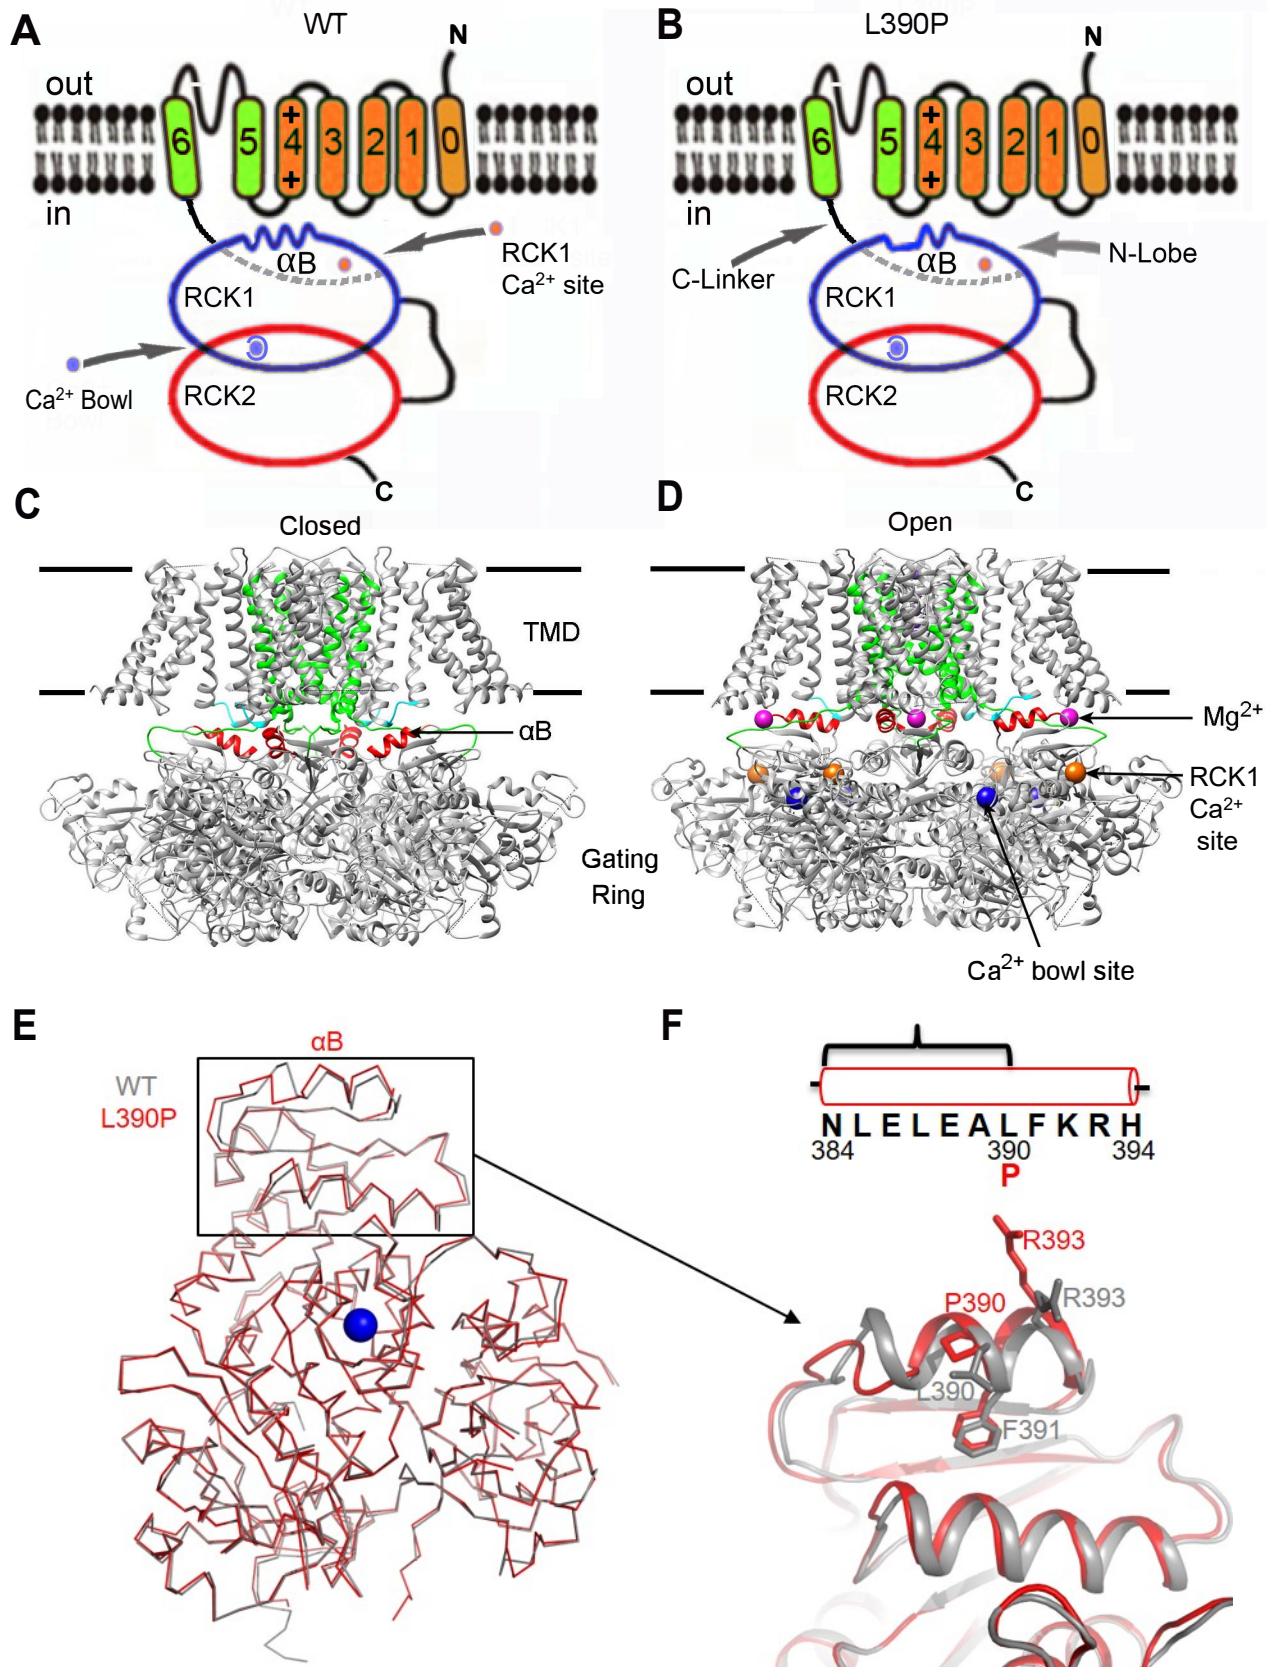 A
WT
N
out
6
5
+
4
+
3
2
1
0
in
αB
RCK1
Ca2+ site
RCK1
Ca2+ Bowl
RCK2
C
B
L390P
N
out
6
5
+
4
+
3
2
1
0
in
C-Linker
αB
N-Lobe
RCK1
RCK2
C
C
Closed
TMD
αB
Gating
Ring
D
Open
Mg2+
RCK1
Ca2+
site
Ca2+ bowl site
E
αB
WT
L390P
F
N L E L E A L F K R H
384 390 394
P
R393
P390
R393
L390
F391